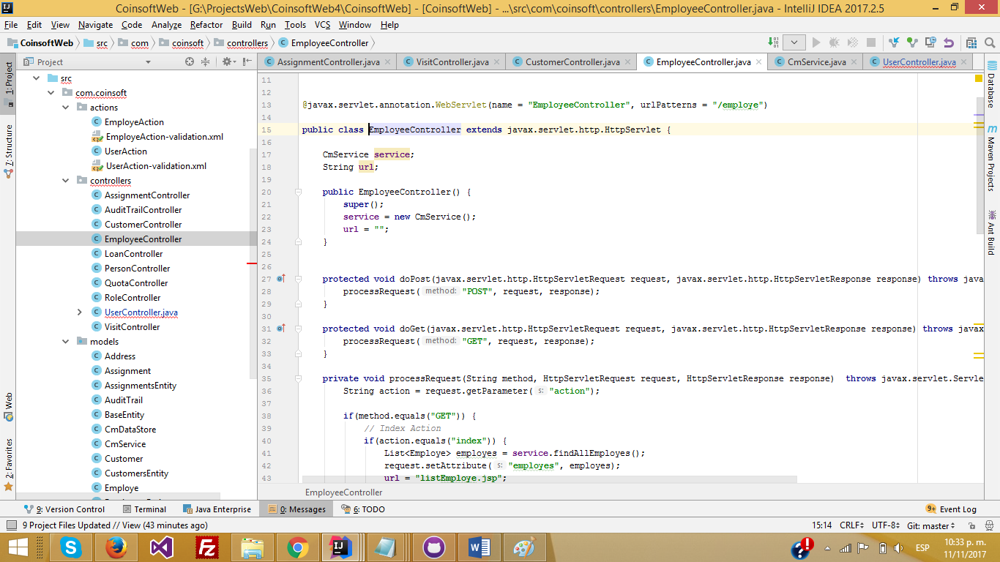 CoinsoftWeb - [G:\ProjectsWeb\CoinsoftWeb4\CoinsoftWeb] - [CoinsoftWeb] - ...\src\com\coinsoft\controllers\EmployeeController.java - IntelliJ IDEA 2017.2.5
File Edit View Navigate Code Analyze Refactor Build Run Tools VCS Window Help
CoinsoftWeb src com coinsoft controllers EmployeeController
Project
AssignmentController.java VisitController.java CustomerController.java EmployeeController.java CmService.java UserController.java
1: Project
7: Structure
Web
2: Favorites
src
com.coinsoft
actions
EmployeAction
EmployeAction-validation.xml
UserAction
UserAction-validation.xml
controllers
AssignmentController
AuditTrailController
CustomerController
EmployeeController
LoanController
PersonController
QuotaController
RoleController
UserController.java
VisitController
models
Address
Assignment
AssignmentsEntity
AuditTrail
BaseEntity
CmDataStore
CmService
Customer
CustomersEntity
Employe
11
12
13 @javax.servlet.annotation.WebServlet(name = "EmployeeController", urlPatterns = "/employe")
14
15 public class EmployeeController extends javax.servlet.http.HttpServlet {
16
17 CmService service;
18 String url;
19
20 public EmployeeController() {
21 super();
22 service = new CmService();
23 url = "";
24 }
25
26
27 protected void doPost(javax.servlet.http.HttpServletRequest request, javax.servlet.http.HttpServletResponse response) throws java
28 processRequest( method: "POST", request, response);
29 }
30
31 protected void doGet(javax.servlet.http.HttpServletRequest request, javax.servlet.http.HttpServletResponse response) throws javax
32 processRequest( method: "GET", request, response);
33 }
34
35 private void processRequest(String method, HttpServletRequest request, HttpServletResponse response)  throws javax.servlet.Servle
36 String action = request.getParameter( s: "action");
37
38 if(method.equals("GET")) {
39 // Index Action
40 if(action.equals("index")) {
41 List<Employe> employes = service.findAllEmployes();
42 request.setAttribute( s: "employes", employes);
43 url = "listEmploye.jsp";
EmployeeController
Database
Maven Projects
Ant Build
9: Version Control Terminal Java Enterprise 0: Messages 6: TODO 9+ Event Log
9 Project Files Updated // View (43 minutes ago) 15:14 CRLF UTF-8 Git: master
ESP 10:33 p. m.
11/11/2017